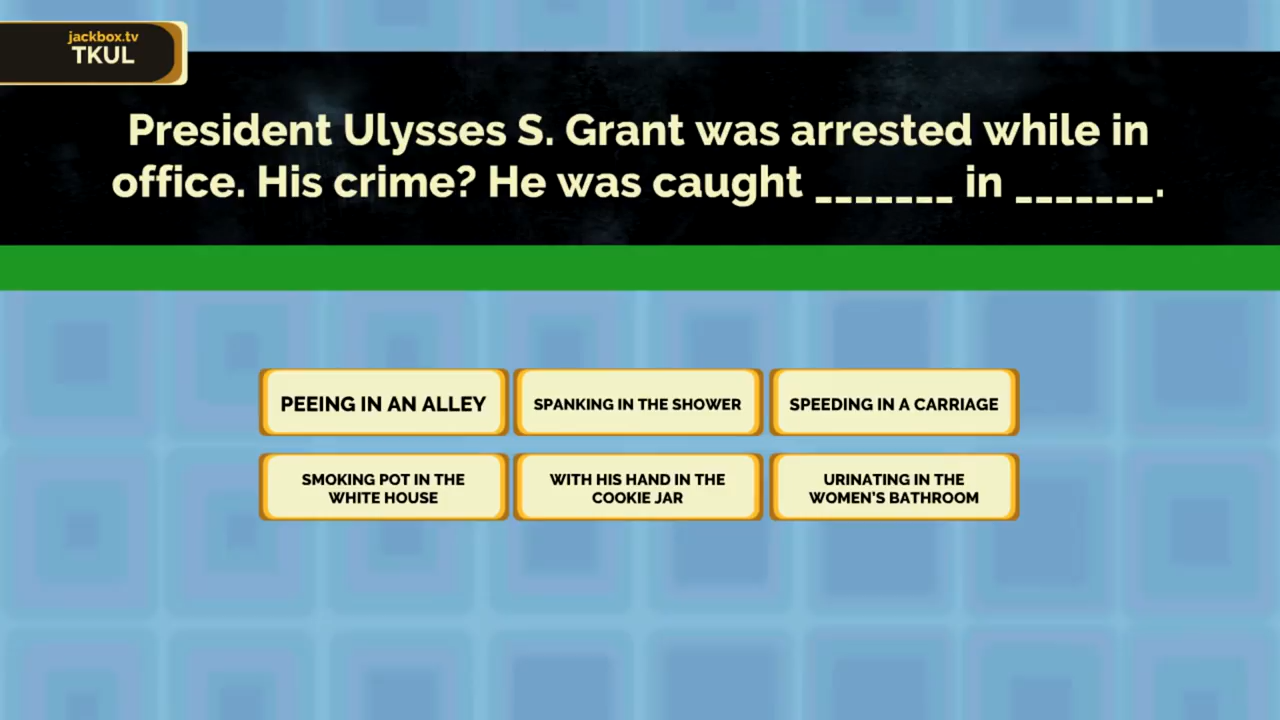 jackbox.tv
TKUL
President Ulysses S. Grant was arrested while in
office. His crime? He was caught _______ in _______.
PEEING IN AN ALLEY
SPANKING IN THE SHOWER
SPEEDING IN A CARRIAGE
SMOKING POT IN THE
WHITE HOUSE
WITH HIS HAND IN THE
COOKIE JAR
URINATING IN THE
WOMEN'S BATHROOM